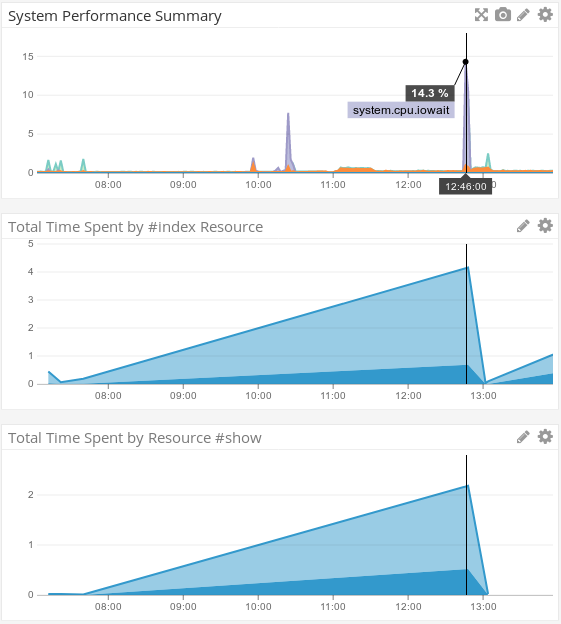 System Performance Summary
15
10
5
0
14.3 %
system.cpu.iowait
08:00 09:00 10:00 11:00 12:00
12:46:00
Total Time Spent by #index Resource
5
4
3
2
1
0
08:00 09:00 10:00 11:00 12:00 13:00
Total Time Spent by Resource #show
2
1
0
08:00 09:00 10:00 11:00 12:00 13:00